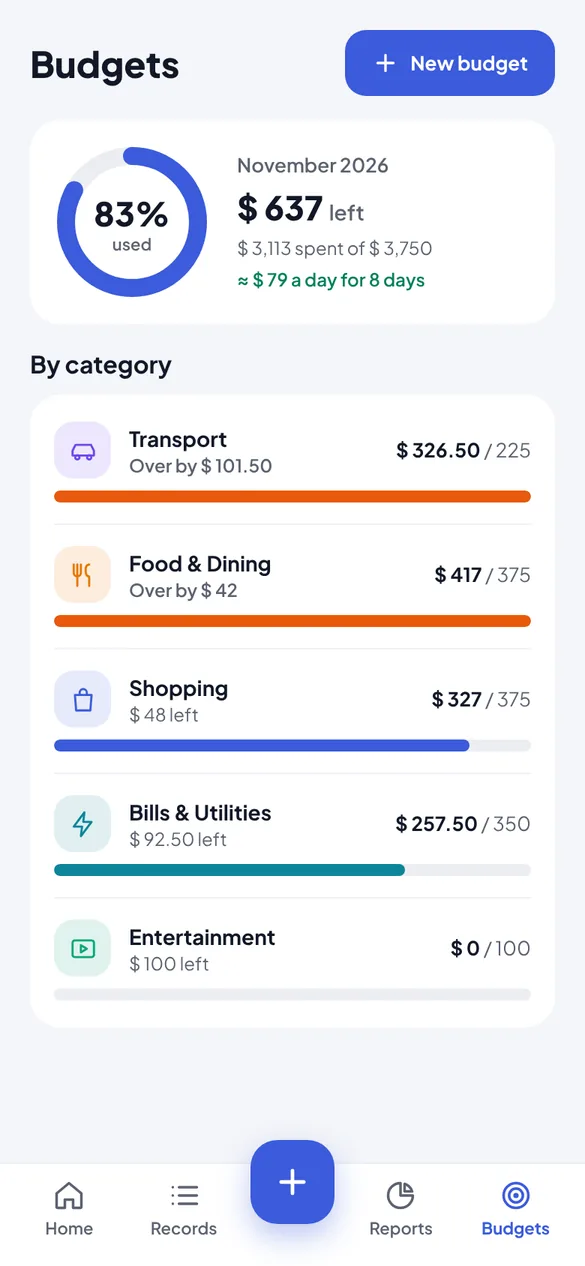 Budgets
New budget
83%
used
November 2026
$ 637 left
$ 3,113 spent of $ 3,750
≈ $ 79 a day for 8 days
By category
Transport
Over by $ 101.50
$ 326.50 / 225
Food & Dining
Over by $ 42
$ 417 / 375
Shopping
$ 48 left
$ 327 / 375
Bills & Utilities
$ 92.50 left
$ 257.50 / 350
Entertainment
$ 100 left
$ 0 / 100
Home
Records
Reports
Budgets